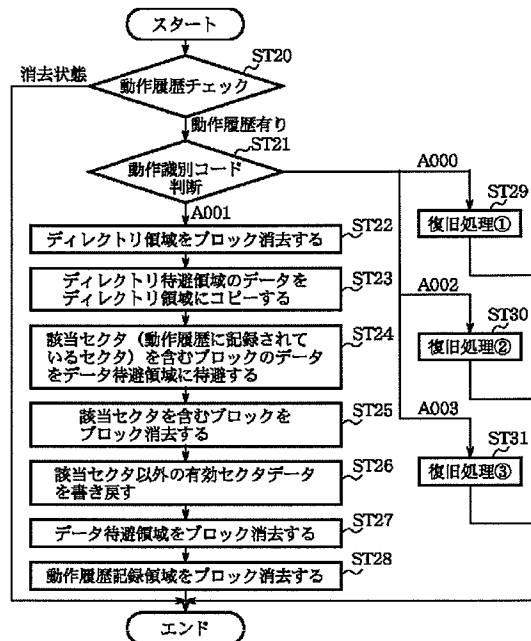 スタート
ST20
消去状態
動作履歴チェック
動作履歴有り
ST21
動作識別コード
判断
A000
A001
ST29
復旧処理①
ST22
ディレクトリ領域をブロック消去する
ST23
ディレクトリ待避領域のデータを
ディレクトリ領域にコピーする
A002
ST30
復旧処理②
ST24
該当セクタ（動作履歴に記録されて
いるセクタ）を含むブロックのデータ
をデータ待避領域に待避する
ST25
該当セクタを含むブロックを
ブロック消去する
A003
ST31
復旧処理③
ST26
該当セクタ以外の有効セクタデータ
を書き戻す
ST27
データ待避領域をブロック消去する
ST28
動作履歴記録領域をブロック消去する
エンド